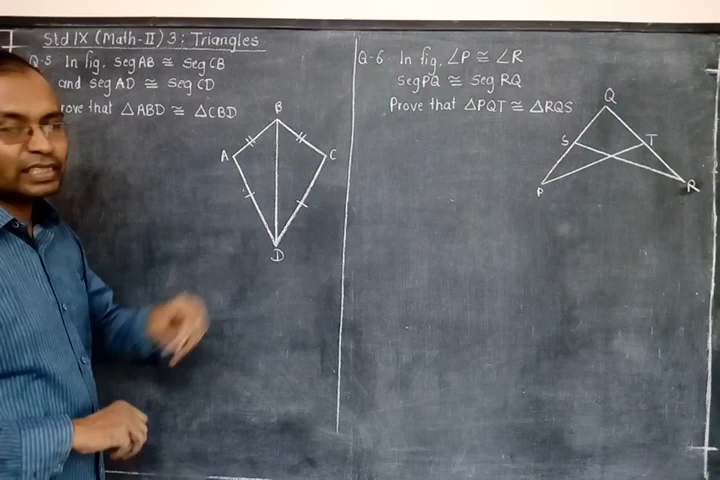 Std IX (Math-II) 3: Triangles
Q-5 In fig. seg AB ≅ seg CB
and seg AD ≅ seg CD
rove that △ABD ≅ △CBD
B
A
C
D
Q-6 In fig. ∠P ≅ ∠R
seg PQ ≅ seg RQ
Prove that △PQT ≅ △RQS
Q
S
T
P
R